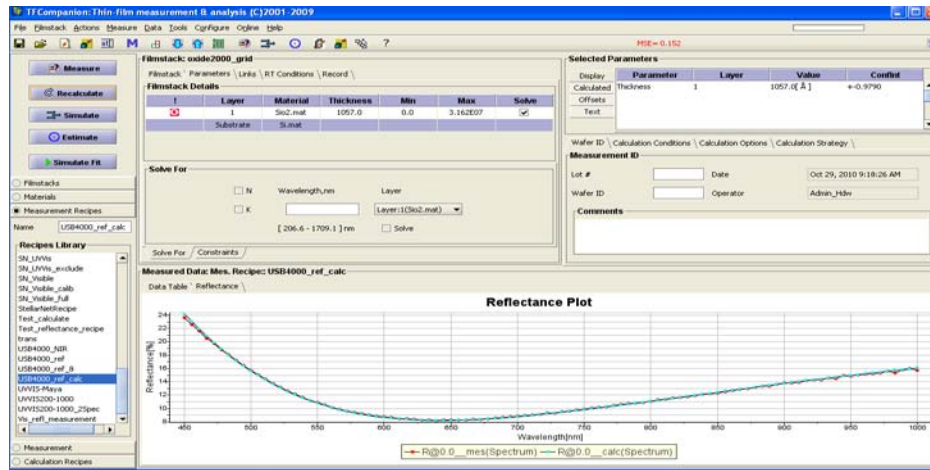 TFCompanion: Thin-film measurement & analysis (C)2001-2009
File Filmstack Actions Measure Data Tools Configure Online Help
M ?
MSE= 0.152
Measure
Recalculate
Simulate
Estimate
Simulate Fit
Filmstacks
Materials
Measurement Recipes
Name USB4000_ref_calc
Recipes Library
SN_UVVis
SN_UVVis_exclude
SN_Visible
SN_Visible_calib
SN_Visible_full
StellarNetRecipe
Test_calculate
Test_reflectance_recipe
trans
USB4000_NIR
USB4000_ref
USB4000_ref_8
USB4000_ref_calc
UVVIS-Maya
UVVIS200-1000
UVVIS200-1000_2Spec
Vis_refl_measurement
Measurement
Calculation Recipes
Filmstack: oxide2000_grid
Filmstack Parameters Links RT Conditions Record
Filmstack Details
! Layer Material Thickness Min Max Solve
1 Sio2.mat 1057.0 0.0 3.162E07
Substrate Si.mat
Solve For
N Wavelength,nm Layer
K Layer:1(Sio2.mat)
[ 206.6 - 1709.1 ] nm Solve
Solve For Constraints
Selected Parameters
Display Parameter Layer Value ConfInt
Calculated Thickness 1 1057.0[ Å ] +-0.9790
Offsets
Text
Wafer ID Calculation Conditions Calculation Options Calculation Strategy
Measurement ID
Lot # Date Oct 29, 2010 9:18:26 AM
Wafer ID Operator Admin_Hdw
Comments
Measured Data: Mes. Recipe: USB4000_ref_calc
Data Table Reflectance
Reflectance Plot
Reflectance[%]
24
22
20
18
16
14
12
10
8
450 500 550 600 650 700 750 800 850 900 950 1000
Wavelength[nm]
R@0.0__mes(Spectrum) R@0.0__calc(Spectrum)